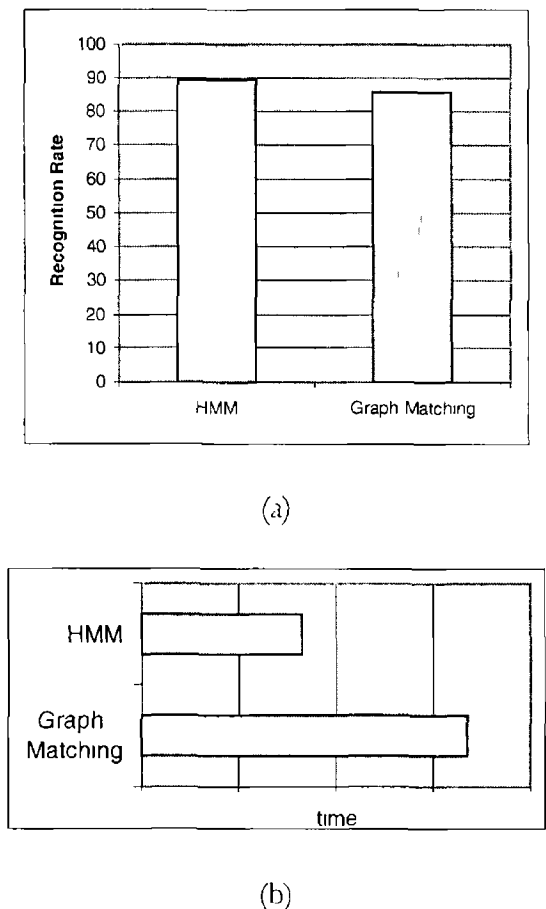 100
90
80
70
60
50
40
30
20
10
0
Recognition Rate
HMM Graph Matching
(a)
HMM
Graph
Matching
time
(b)